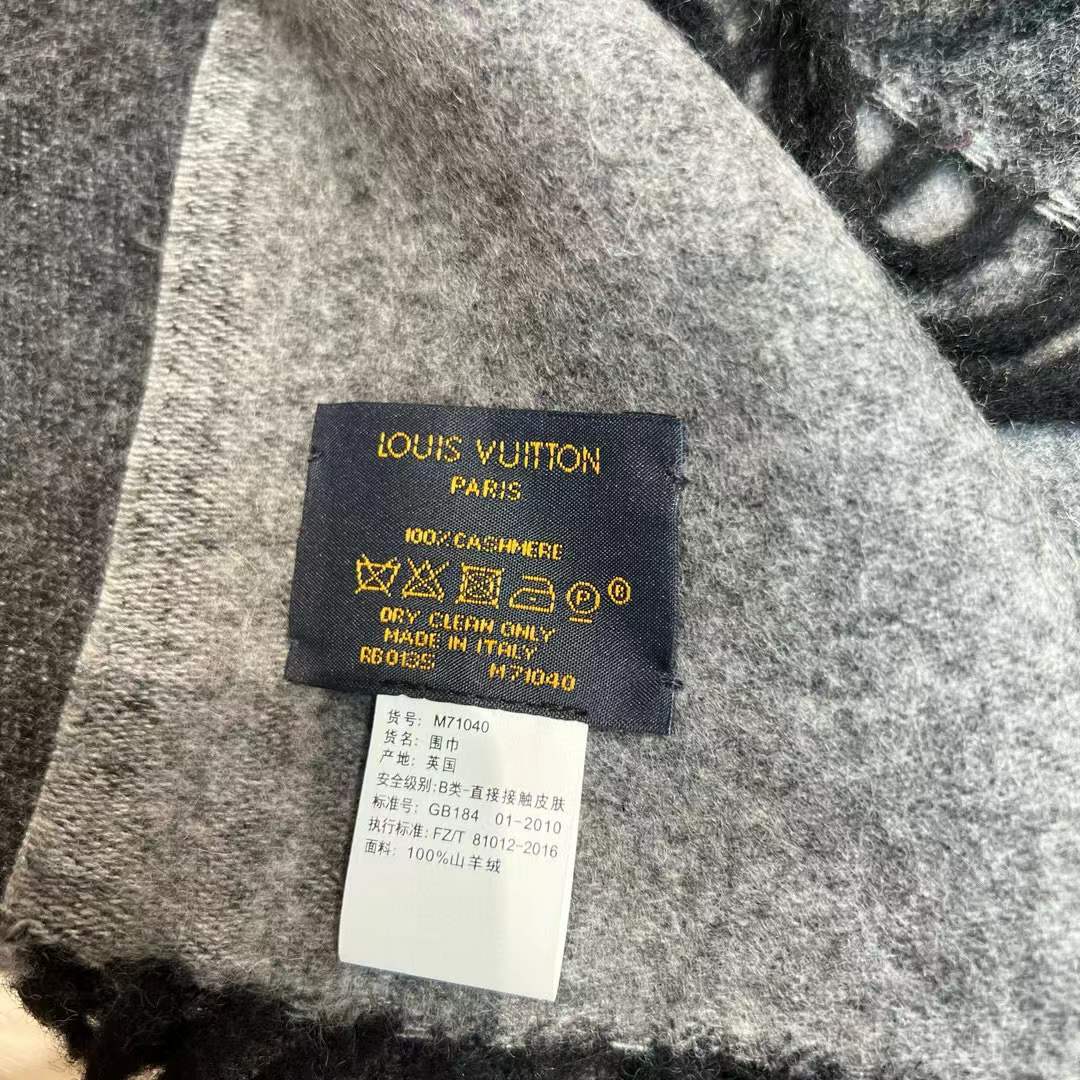 LOUIS VUITTON
PARIS
100% CASHMERE
P ®
DRY CLEAN ONLY
MADE IN ITALY
RB0135 M71040
货号: M71040
货名: 围巾
产地: 英国
安全级别:B类-直接接触皮肤
标准号: GB184 01-2010
执行标准:FZ/T 81012-2016
面料: 100%山羊绒